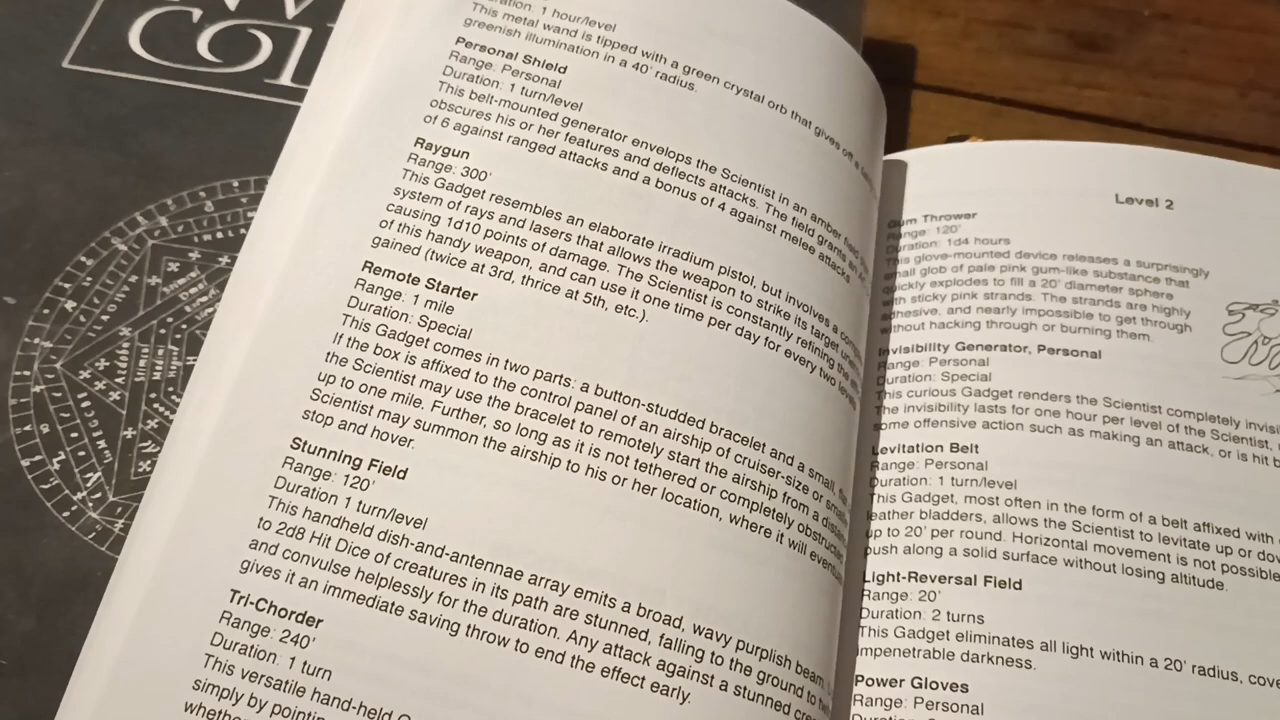 COL
Duration: 1 hour/level
This metal wand is tipped with a green crystal orb that gives off a
greenish illumination in a 40' radius.
Personal Shield
Range: Personal
Duration: 1 turn/level
This belt-mounted generator envelops the Scientist in an amber field
obscures his or her features and deflects attacks. The field grants an
of 6 against ranged attacks and a bonus of 4 against melee attacks
Raygun
Range: 300'
This Gadget resembles an elaborate irradium pistol, but involves a
system of rays and lasers that allows the weapon to strike its target
causing 1d10 points of damage. The Scientist is constantly refining the
of this handy weapon, and can use it one time per day for every two levels
gained (twice at 3rd, thrice at 5th, etc.).
Remote Starter
Range: 1 mile
Duration: Special
This Gadget comes in two parts: a button-studded bracelet and a small,
If the box is affixed to the control panel of an airship of cruiser-size or
the Scientist may use the bracelet to remotely start the airship from a
up to one mile. Further, so long as it is not tethered or completely
Scientist may summon the airship to his or her location, where it will
stop and hover.
Stunning Field
Range: 120'
Duration 1 turn/level
This handheld dish-and-antennae array emits a broad, wavy purplish beam.
to 2d8 Hit Dice of creatures in its path are stunned, falling to the ground to
and convulse helplessly for the duration. Any attack against a stunned
gives it an immediate saving throw to end the effect early.
Tri-Chorder
Range: 240'
Duration: 1 turn
This versatile hand-held
simply by
Level 2
Gum Thrower
Range: 120'
Duration: 1d4 hours
This glove-mounted device releases a surprisingly
small glob of pale pink gum-like substance that
quickly explodes to fill a 20' diameter sphere
with sticky pink strands. The strands are highly
adhesive, and nearly impossible to get through
without hacking through or burning them.
Invisibility Generator, Personal
Range: Personal
Duration: Special
This curious Gadget renders the Scientist completely
The invisibility lasts for one hour per level of the Scientist,
some offensive action such as making an attack, or is hit
Levitation Belt
Range: Personal
Duration: 1 turn/level
This Gadget, most often in the form of a belt affixed with
leather bladders, allows the Scientist to levitate up or
up to 20' per round. Horizontal movement is not possible
push along a solid surface without losing altitude.
Light-Reversal Field
Range: 20'
Duration: 2 turns
This Gadget eliminates all light within a 20' radius,
impenetrable darkness.
Power Gloves
Range: Personal